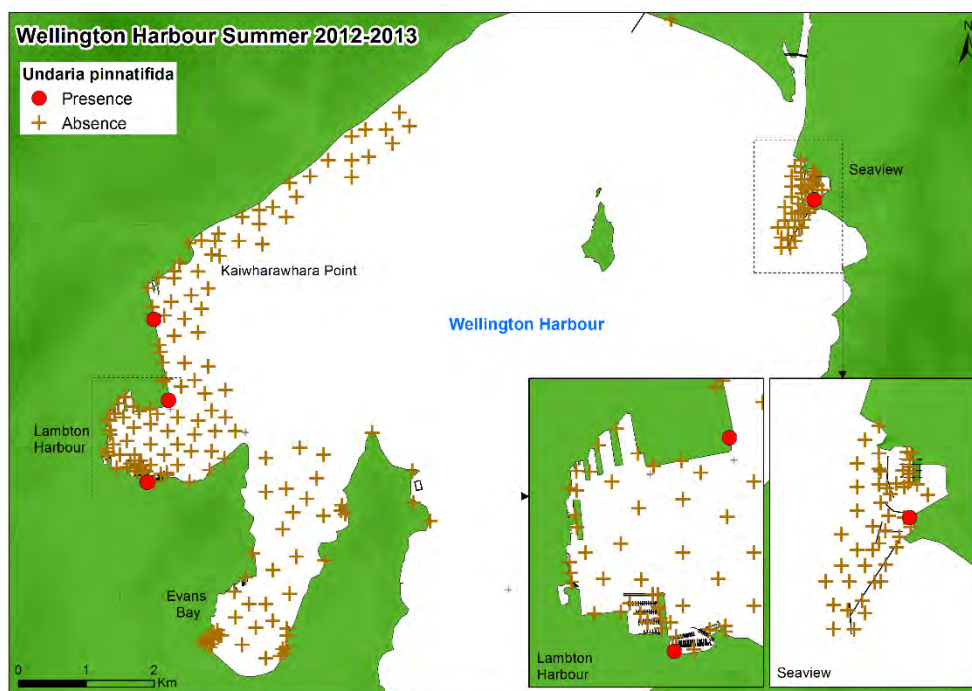 Wellington Harbour Summer 2012-2013
Undaria pinnatifida
Presence
Absence
N
Seaview
Kaiwharawhara Point
Wellington Harbour
Lambton
Harbour
Evans
Bay
0 1 2
Km
Lambton
Harbour
Seaview